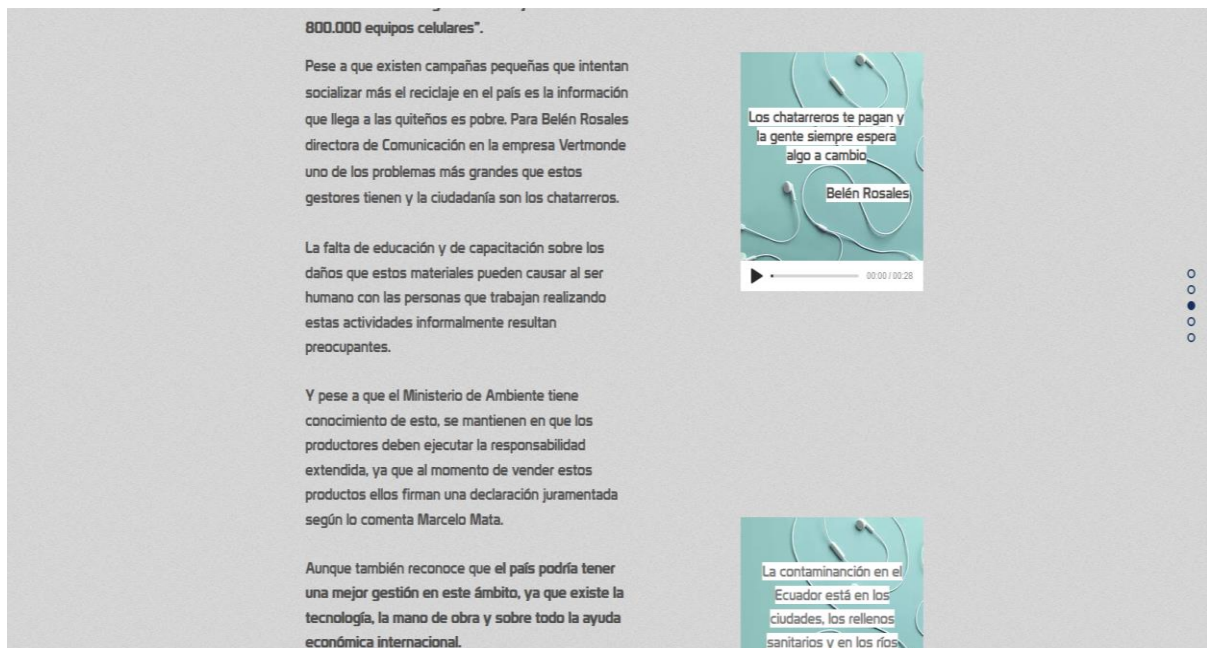 800.000 equipos celulares".
Pese a que existen campañas pequeñas que intentan
socializar más el reciclaje en el país es la información
que llega a las quiteños es pobre. Para Belén Rosales
directora de Comunicación en la empresa Vertmonde
uno de los problemas más grandes que estos
gestores tienen y la ciudadanía son los chatarreros.
La falta de educación y de capacitación sobre los
daños que estos materiales pueden causar al ser
humano con las personas que trabajan realizando
estas actividades informalmente resultan
preocupantes.
Y pese a que el Ministerio de Ambiente tiene
conocimiento de esto, se mantienen en que los
productores deben ejecutar la responsabilidad
extendida, ya que al momento de vender estos
productos ellos firman una declaración juramentada
según lo comenta Marcelo Mata.
Aunque también reconoce que el país podría tener
una mejor gestión en este ámbito, ya que existe la
tecnología, la mano de obra y sobre todo la ayuda
económica internacional.
Los chatarreros te pagan y
la gente siempre espera
algo a cambio
Belén Rosales
00:00 / 00:28
La contaminanción en el
Ecuador está en los
ciudades, los rellenos
sanitarios y en los ríos